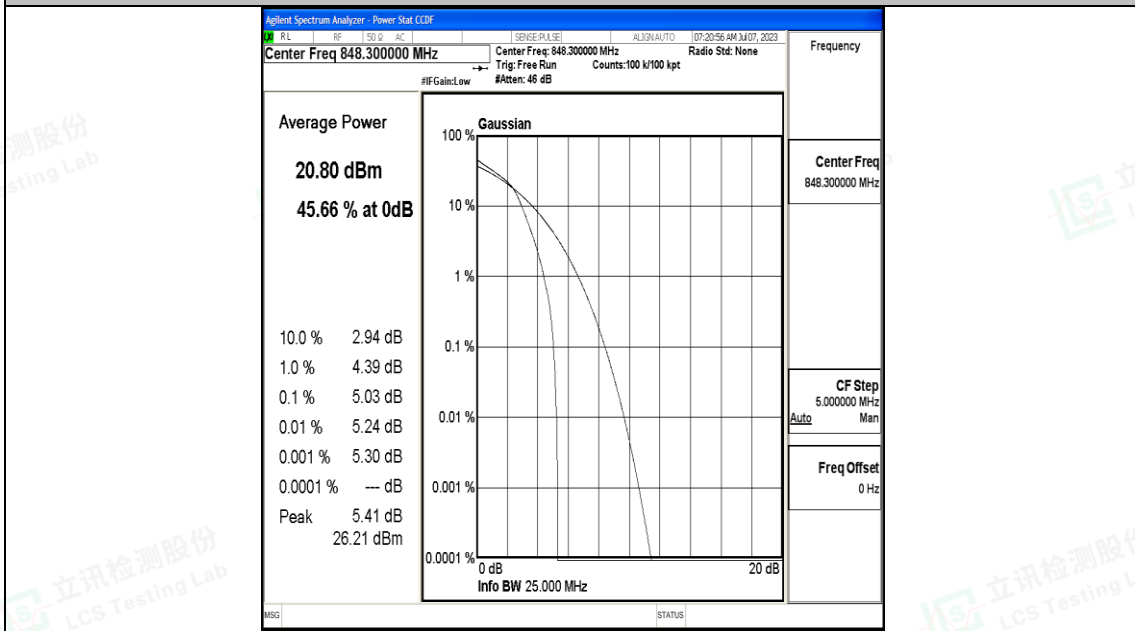 Agilent Spectrum Analyzer - Power Stat CCDF
LXI RL RF 50 Ω AC SENSE:PULSE ALIGN AUTO 07:20:56 AM Jul 07, 2023
Center Freq 848.300000 MHz
Center Freq: 848.300000 MHz Radio Std: None
Trig: Free Run Counts:100 k/100 kpt
#IFGain:Low #Atten: 46 dB
Frequency
Average Power
20.80 dBm
45.66 % at 0dB
10.0 % 2.94 dB
1.0 % 4.39 dB
0.1 % 5.03 dB
0.01 % 5.24 dB
0.001 % 5.30 dB
0.0001 % --- dB
Peak 5.41 dB
26.21 dBm
Gaussian
100 %
10 %
1 %
0.1 %
0.01 %
0.001 %
0.0001 %
0 dB 20 dB
Info BW 25.000 MHz
Center Freq
848.300000 MHz
CF Step
5.000000 MHz
Auto Man
Freq Offset
0 Hz
MSG STATUS
测股份
sting Lab
立讯检测股份
LCS Testing Lab
立讯检测股份
LCS Testing L